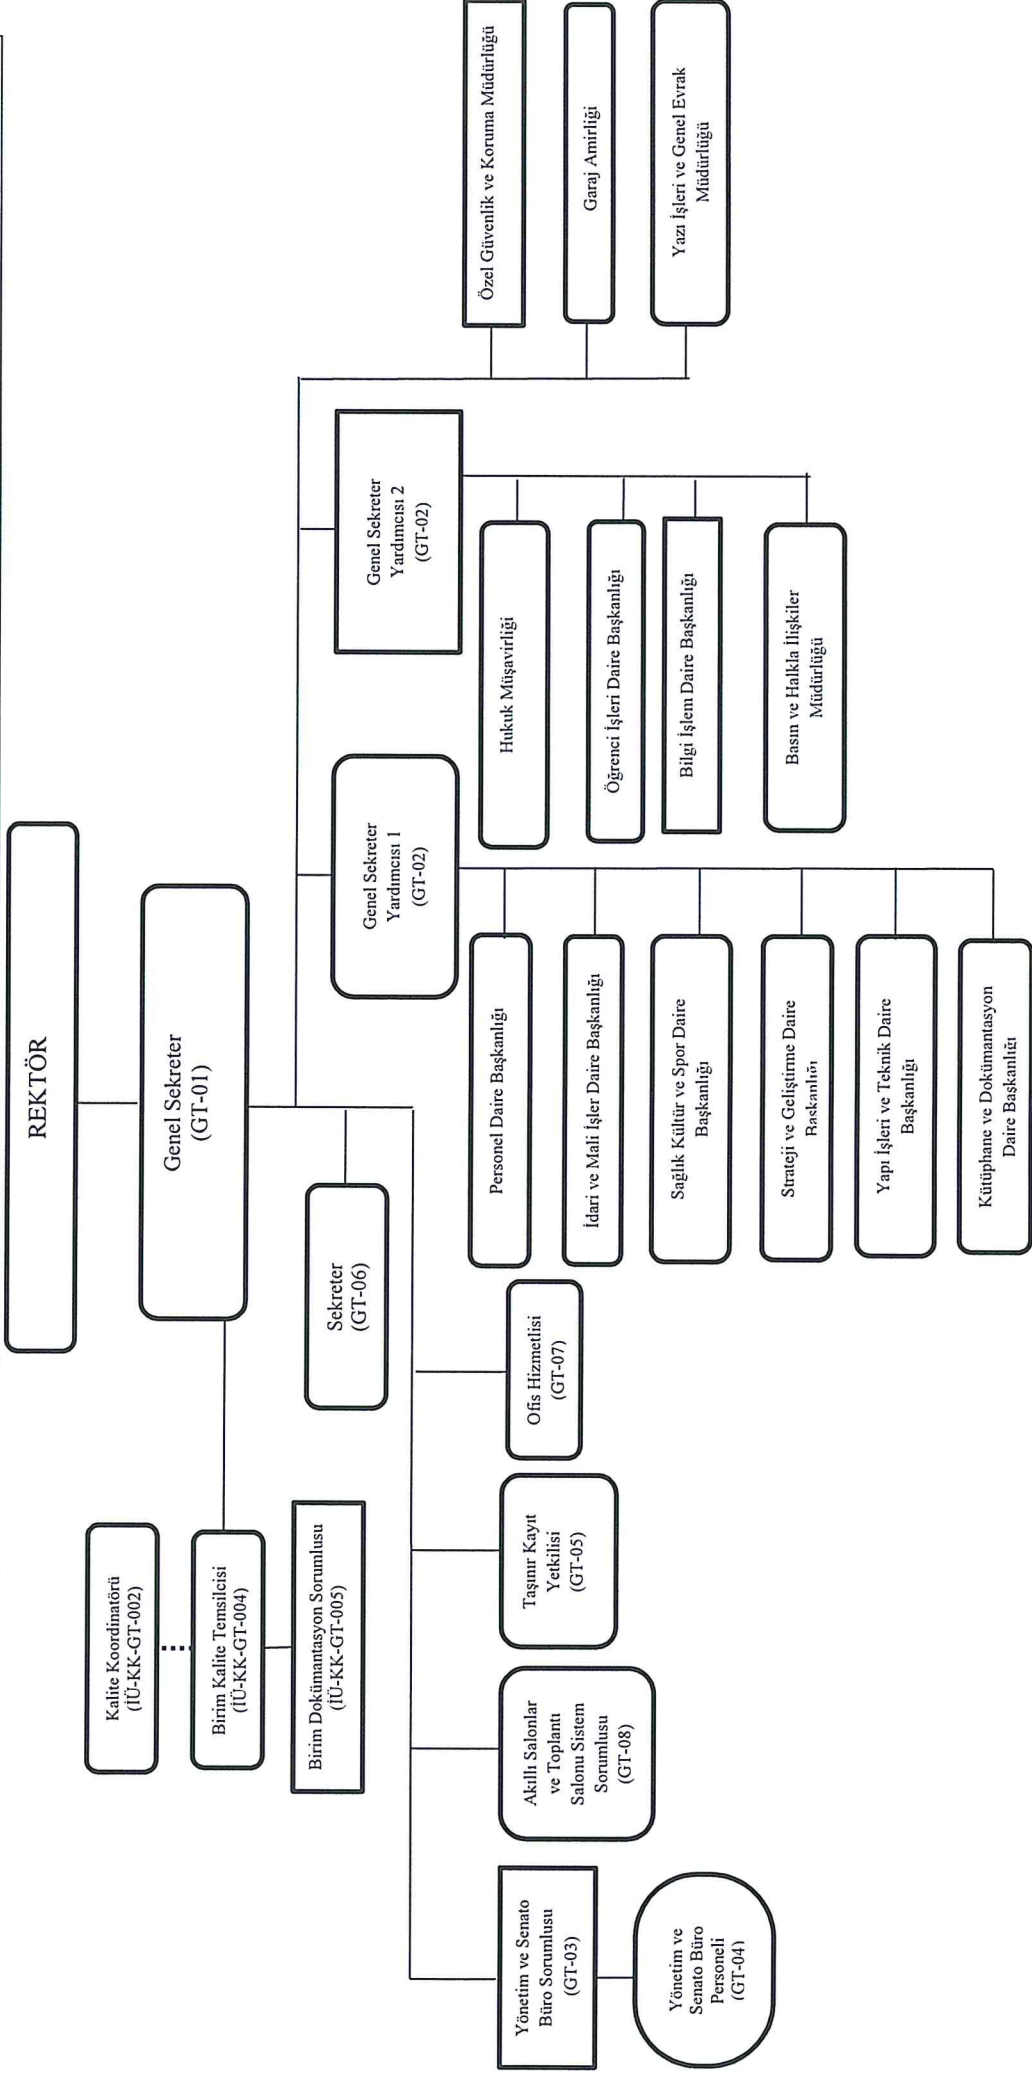 REKTÖR
Genel Sekreter
(GT-01)
Kalite Koordinatörü
(İÜ-KK-GT-002)
Birim Kalite Temsilcisi
(İÜ-KK-GT-004)
Birim Dokümantasyon Sorumlusu
(İÜ-KK-GT-005)
Sekreter
(GT-06)
Genel Sekreter
Yardımcısı 1
(GT-02)
Genel Sekreter
Yardımcısı 2
(GT-02)
Yönetim ve Senato
Büro Sorumlusu
(GT-03)
Yönetim ve
Senato Büro
Personeli
(GT-04)
Akıllı Salonlar
ve Toplantı
Salonu Sistem
Sorumlusu
(GT-08)
Taşınır Kayıt
Yetkilisi
(GT-05)
Ofis Hizmetlisi
(GT-07)
Personel Daire Başkanlığı
İdari ve Mali İşler Daire Başkanlığı
Sağlık Kültür ve Spor Daire
Başkanlığı
Strateji ve Geliştirme Daire
Başkanlığı
Yapı İşleri ve Teknik Daire
Başkanlığı
Kütüphane ve Dokümantasyon
Daire Başkanlığı
Hukuk Müşavirliği
Öğrenci İşleri Daire Başkanlığı
Bilgi İşlem Daire Başkanlığı
Basın ve Halkla İlişkiler
Müdürlüğü
Özel Güvenlik ve Koruma Müdürlüğü
Garaj Amirliği
Yazı İşleri ve Genel Evrak
Müdürlüğü